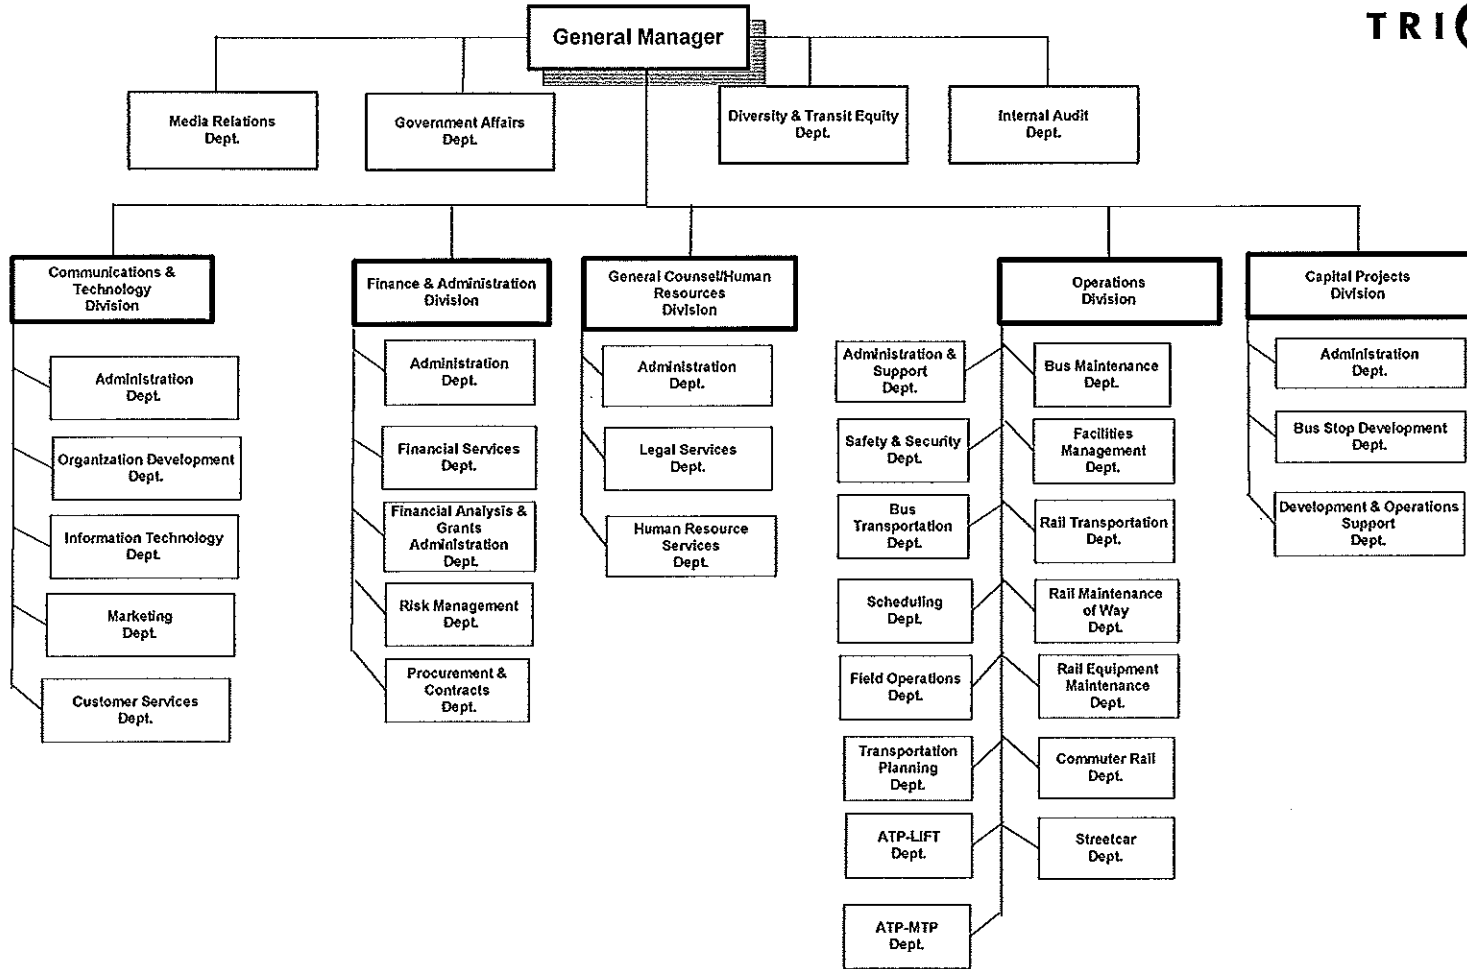 TRI
General Manager
Media Relations
Dept.
Government Affairs
Dept.
Diversity & Transit Equity
Dept.
Internal Audit
Dept.
Communications &
Technology
Division
Finance & Administration
Division
General Counsel/Human
Resources
Division
Operations
Division
Capital Projects
Division
Administration
Dept.
Organization Development
Dept.
Information Technology
Dept.
Marketing
Dept.
Customer Services
Dept.
Administration
Dept.
Financial Services
Dept.
Financial Analysis &
Grants
Administration
Dept.
Risk Management
Dept.
Procurement &
Contracts
Dept.
Administration
Dept.
Legal Services
Dept.
Human Resource
Services
Dept.
Administration &
Support
Dept.
Safety & Security
Dept.
Bus
Transportation
Dept.
Scheduling
Dept.
Field Operations
Dept.
Transportation
Planning
Dept.
ATP-LIFT
Dept.
ATP-MTP
Dept.
Bus Maintenance
Dept.
Facilities
Management
Dept.
Rail Transportation
Dept.
Rail Maintenance
of Way
Dept.
Rail Equipment
Maintenance
Dept.
Commuter Rail
Dept.
Streetcar
Dept.
Administration
Dept.
Bus Stop Development
Dept.
Development & Operations
Support
Dept.